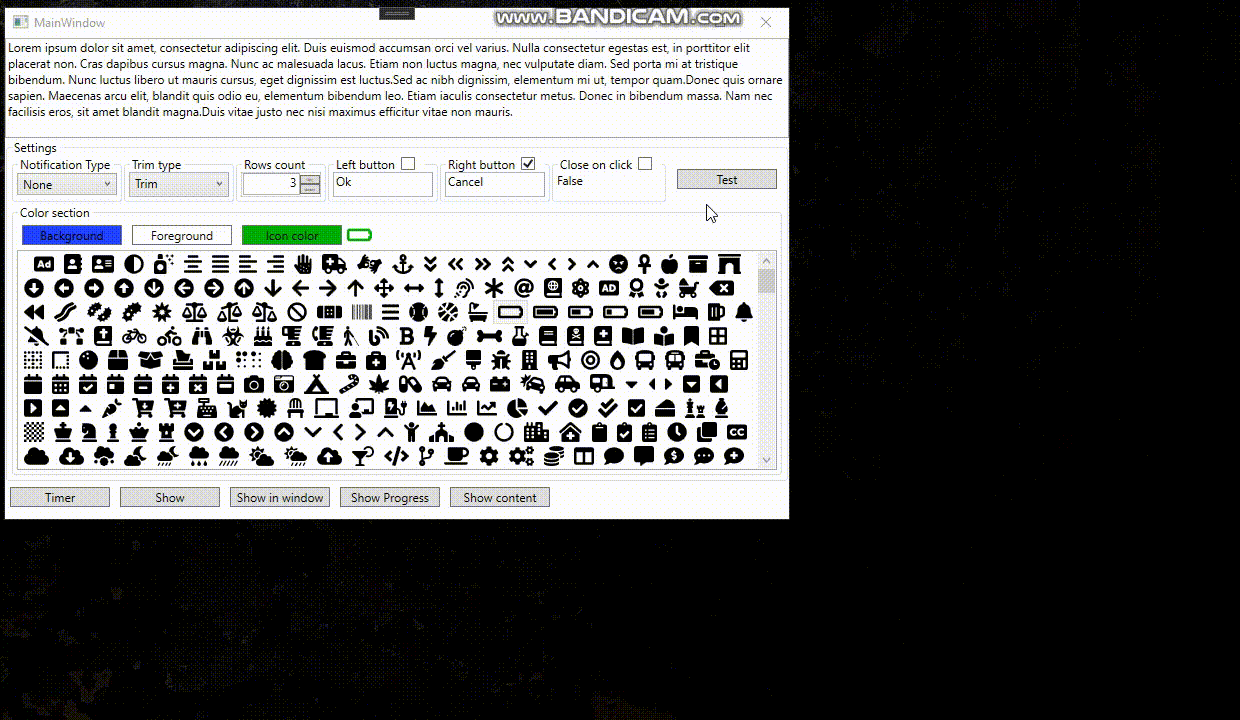 MainWindow
www.BANDICAM.com
Lorem ipsum dolor sit amet, consectetur adipiscing elit. Duis euismod accumsan orci vel varius. Nulla consectetur egestas est, in porttitor elit
placerat non. Cras dapibus cursus magna. Nunc ac malesuada lacus. Etiam non luctus magna, nec vulputate diam. Sed porta mi at tristique
bibendum. Nunc luctus libero ut mauris cursus, eget dignissim est luctus.Sed ac nibh dignissim, elementum mi ut, tempor quam.Donec quis ornare
sapien. Maecenas arcu elit, blandit quis odio eu, elementum bibendum leo. Etiam iaculis consectetur metus. Donec in bibendum massa. Nam nec
facilisis eros, sit amet blandit magna.Duis vitae justo nec nisi maximus efficitur vitae non mauris.
Settings
Notification Type Trim type Rows count Left button Right button Close on click
None Trim 3 Ok Cancel False Test
Color section
Background Foreground Icon color
Ad
AD
B
CC
Timer Show Show in window Show Progress Show content